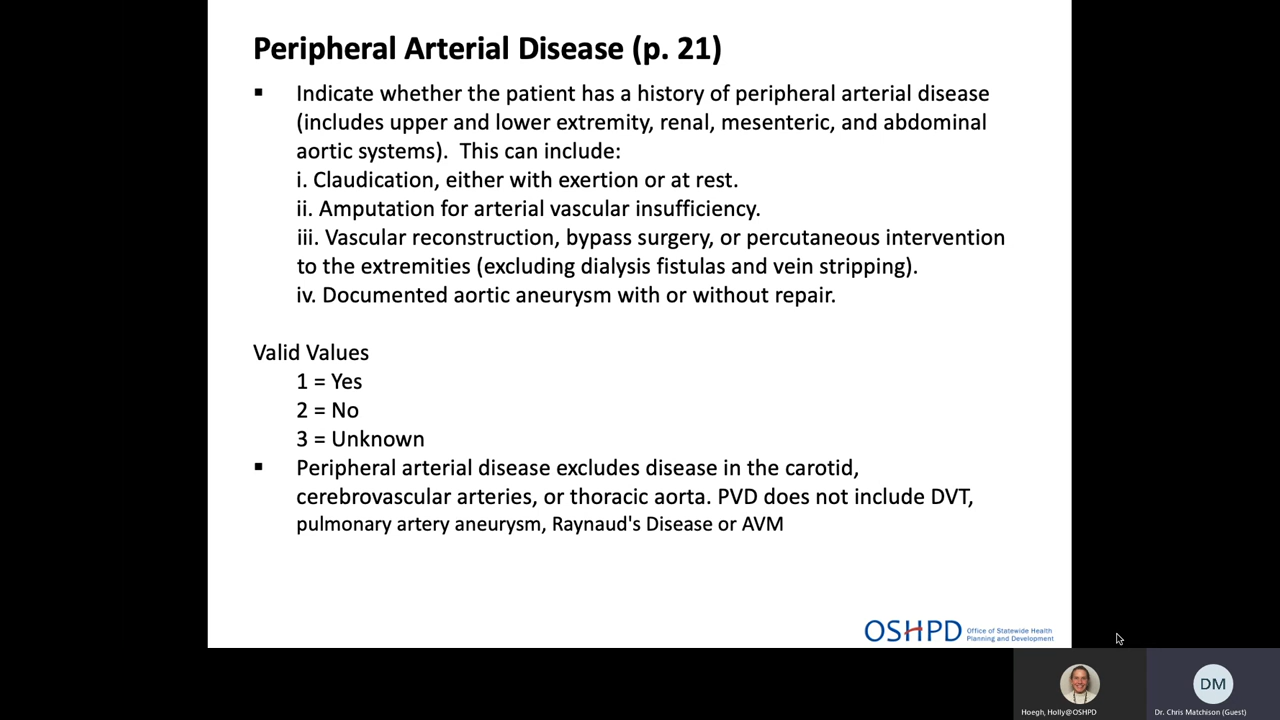 Peripheral Arterial Disease (p. 21)
▪ Indicate whether the patient has a history of peripheral arterial disease
(includes upper and lower extremity, renal, mesenteric, and abdominal
aortic systems).  This can include:
i. Claudication, either with exertion or at rest.
ii. Amputation for arterial vascular insufficiency.
iii. Vascular reconstruction, bypass surgery, or percutaneous intervention
to the extremities (excluding dialysis fistulas and vein stripping).
iv. Documented aortic aneurysm with or without repair.
Valid Values
1 = Yes
2 = No
3 = Unknown
▪ Peripheral arterial disease excludes disease in the carotid,
cerebrovascular arteries, or thoracic aorta. PVD does not include DVT,
pulmonary artery aneurysm, Raynaud's Disease or AVM
OSHPD
Office of Statewide Health
Planning and Development
DM
Hoegh, Holly@OSHPD
Dr. Chris Matchison (Guest)